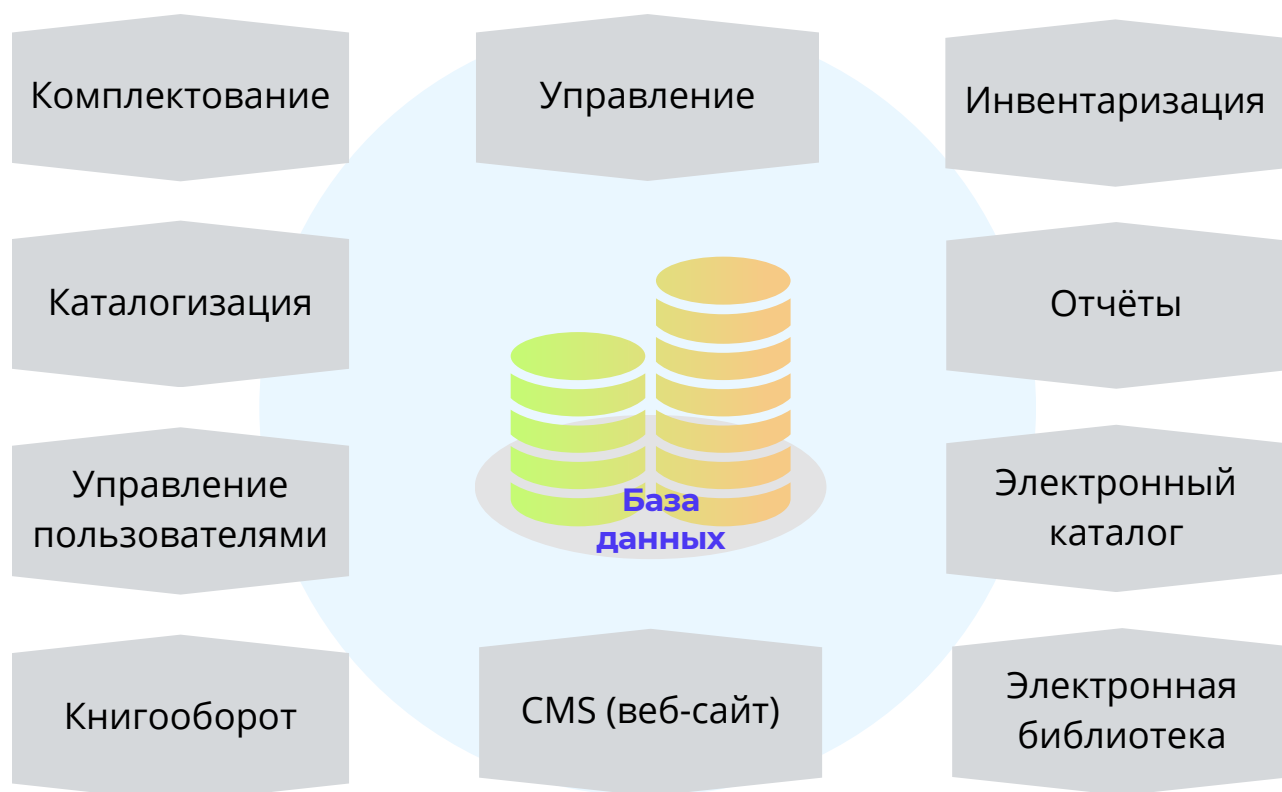 Комплектование
Управление
Инвентаризация
Каталогизация
Отчёты
Управление
пользователями
База
данных
Электронный
каталог
Книгооборот
CMS (веб-сайт)
Электронная
библиотека